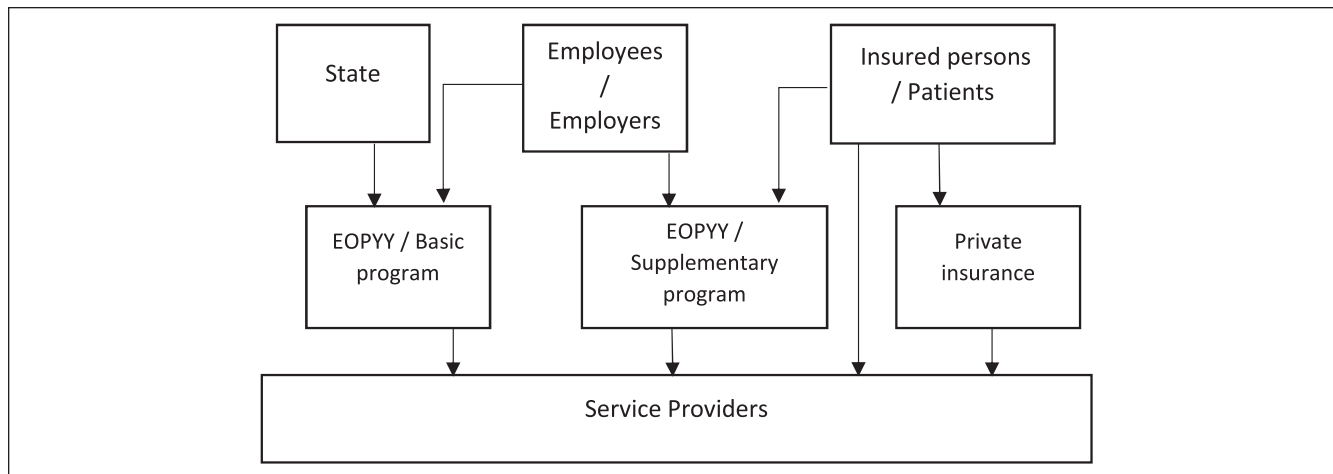 State
Employees
/
Employers
Insured persons
/ Patients
EOPYY / Basic
program
EOPYY /
Supplementary
program
Private
insurance
Service Providers